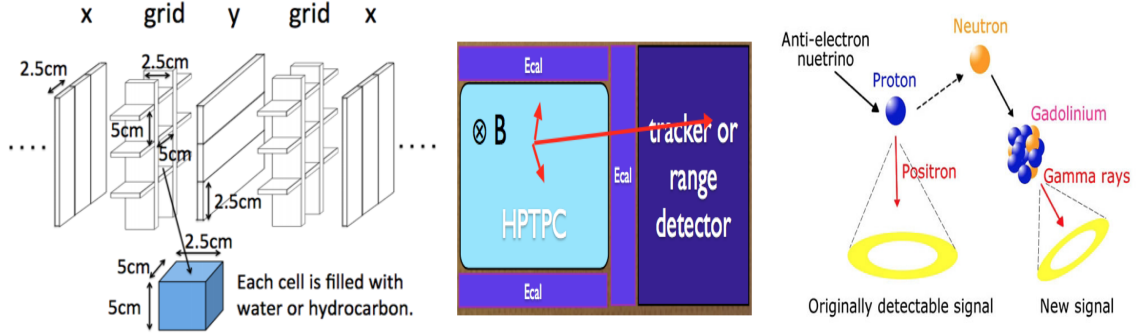 x grid y grid x
2.5cm
2.5cm
5cm
5cm
2.5cm
2.5cm
5cm
5cm
Each cell is filled with
water or hydrocarbon.
Ecal
⊗ B
HPTPC
Ecal
Ecal
tracker or
range
detector
Anti-electron
nuetrino
Neutron
Proton
Gadolinium
Positron
Gamma rays
Originally detectable signal
New signal